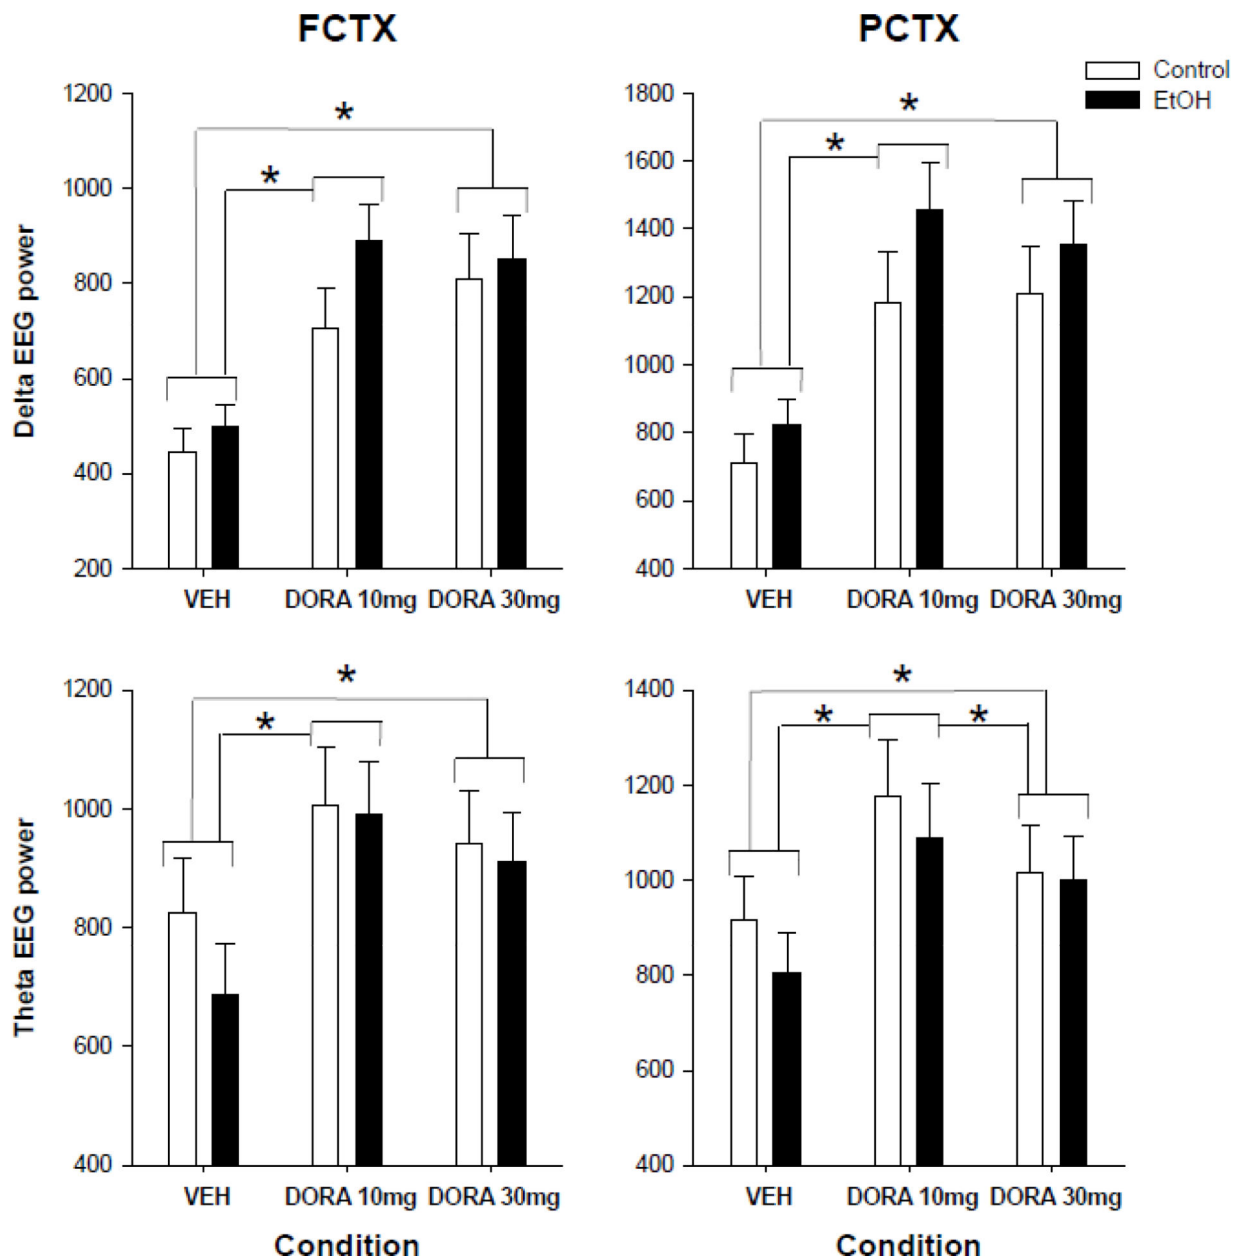 FCTX
PCTX
Control
EtOH
Delta EEG power
1200
1000
800
600
400
200
*
*
VEH DORA 10mg DORA 30mg
1800
1600
1400
1200
1000
800
600
400
*
*
VEH DORA 10mg DORA 30mg
Theta EEG power
1200
1000
800
600
400
*
*
VEH DORA 10mg DORA 30mg
Condition
1400
1200
1000
800
600
400
*
* *
VEH DORA 10mg DORA 30mg
Condition